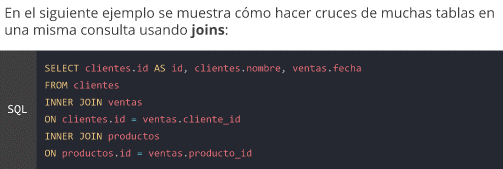 En el siguiente ejemplo se muestra cómo hacer cruces de muchas tablas en
una misma consulta usando joins:
SQL
SELECT clientes.id AS id, clientes.nombre, ventas.fecha
FROM clientes
INNER JOIN ventas
ON clientes.id = ventas.cliente_id
INNER JOIN productos
ON productos.id = ventas.producto_id